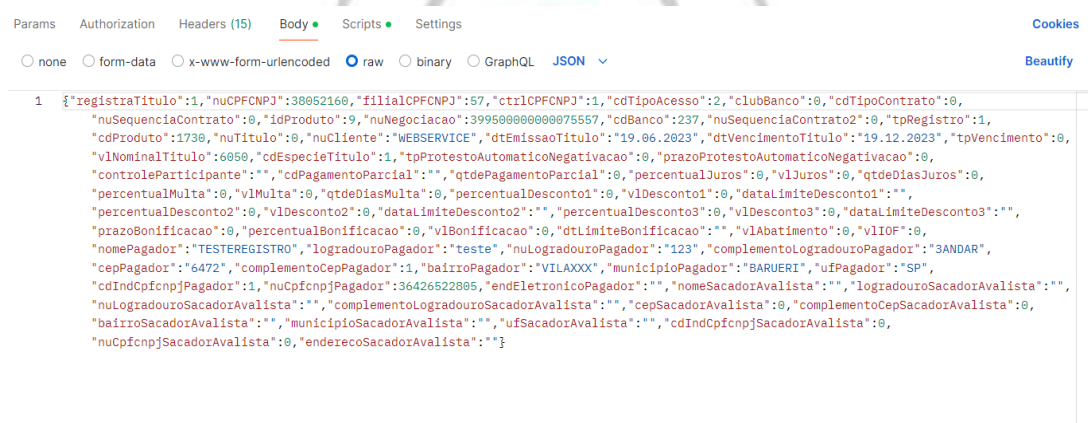 Params Authorization Headers (15) Body Scripts Settings Cookies
none form-data x-www-form-urlencoded raw binary GraphQL JSON Beautify
1 {"registraTitulo":1,"nuCPFCNPJ":38052160,"filialCPFCNPJ":57,"ctrlCPFCNPJ":1,"cdTipoAcesso":2,"clubBanco":0,"cdTipoContrato":0,
"nuSequenciaContrato":0,"idProduto":9,"nuNegociacao":399500000000075557,"cdBanco":237,"nuSequenciaContrato2":0,"tpRegistro":1,
"cdProduto":1730,"nuTitulo":0,"nuCliente":"WEBSERVICE","dtEmissaoTitulo":"19.06.2023","dtVencimentoTitulo":"19.12.2023","tpVencimento":0,
"vlNominalTitulo":6050,"cdEspecieTitulo":1,"tpProtestoAutomaticoNegativacao":0,"prazoProtestoAutomaticoNegativacao":0,
"controleParticipante":"","cdPagamentoParcial":"","qtdePagamentoParcial":0,"percentualJuros":0,"vlJuros":0,"qtdeDiasJuros":0,
"percentualMulta":0,"vlMulta":0,"qtdeDiasMulta":0,"percentualDesconto1":0,"vlDesconto1":0,"dataLimiteDesconto1":"",
"percentualDesconto2":0,"vlDesconto2":0,"dataLimiteDesconto2":"","percentualDesconto3":0,"vlDesconto3":0,"dataLimiteDesconto3":"",
"prazoBonificacao":0,"percentualBonificacao":0,"vlBonificacao":0,"dtLimiteBonificacao":"","vlAbatimento":0,"vlIOF":0,
"nomePagador":"TESTEREGISTRO","logradouroPagador":"teste","nuLogradouroPagador":"123","complementoLogradouroPagador":"3ANDAR",
"cepPagador":"6472","complementoCepPagador":1,"bairroPagador":"VILAXXX","municipioPagador":"BARUERI","ufPagador":"SP",
"cdIndCpfcnpjPagador":1,"nuCpfcnpjPagador":36426522805,"endEletronicoPagador":"","nomeSacadorAvalista":"","logradouroSacadorAvalista":"",
"nuLogradouroSacadorAvalista":"","complementoLogradouroSacadorAvalista":"","cepSacadorAvalista":0,"complementoCepSacadorAvalista":0,
"bairroSacadorAvalista":"","municipioSacadorAvalista":"","ufSacadorAvalista":"","cdIndCpfcnpjSacadorAvalista":0,
"nuCpfcnpjSacadorAvalista":0,"enderecoSacadorAvalista":""}